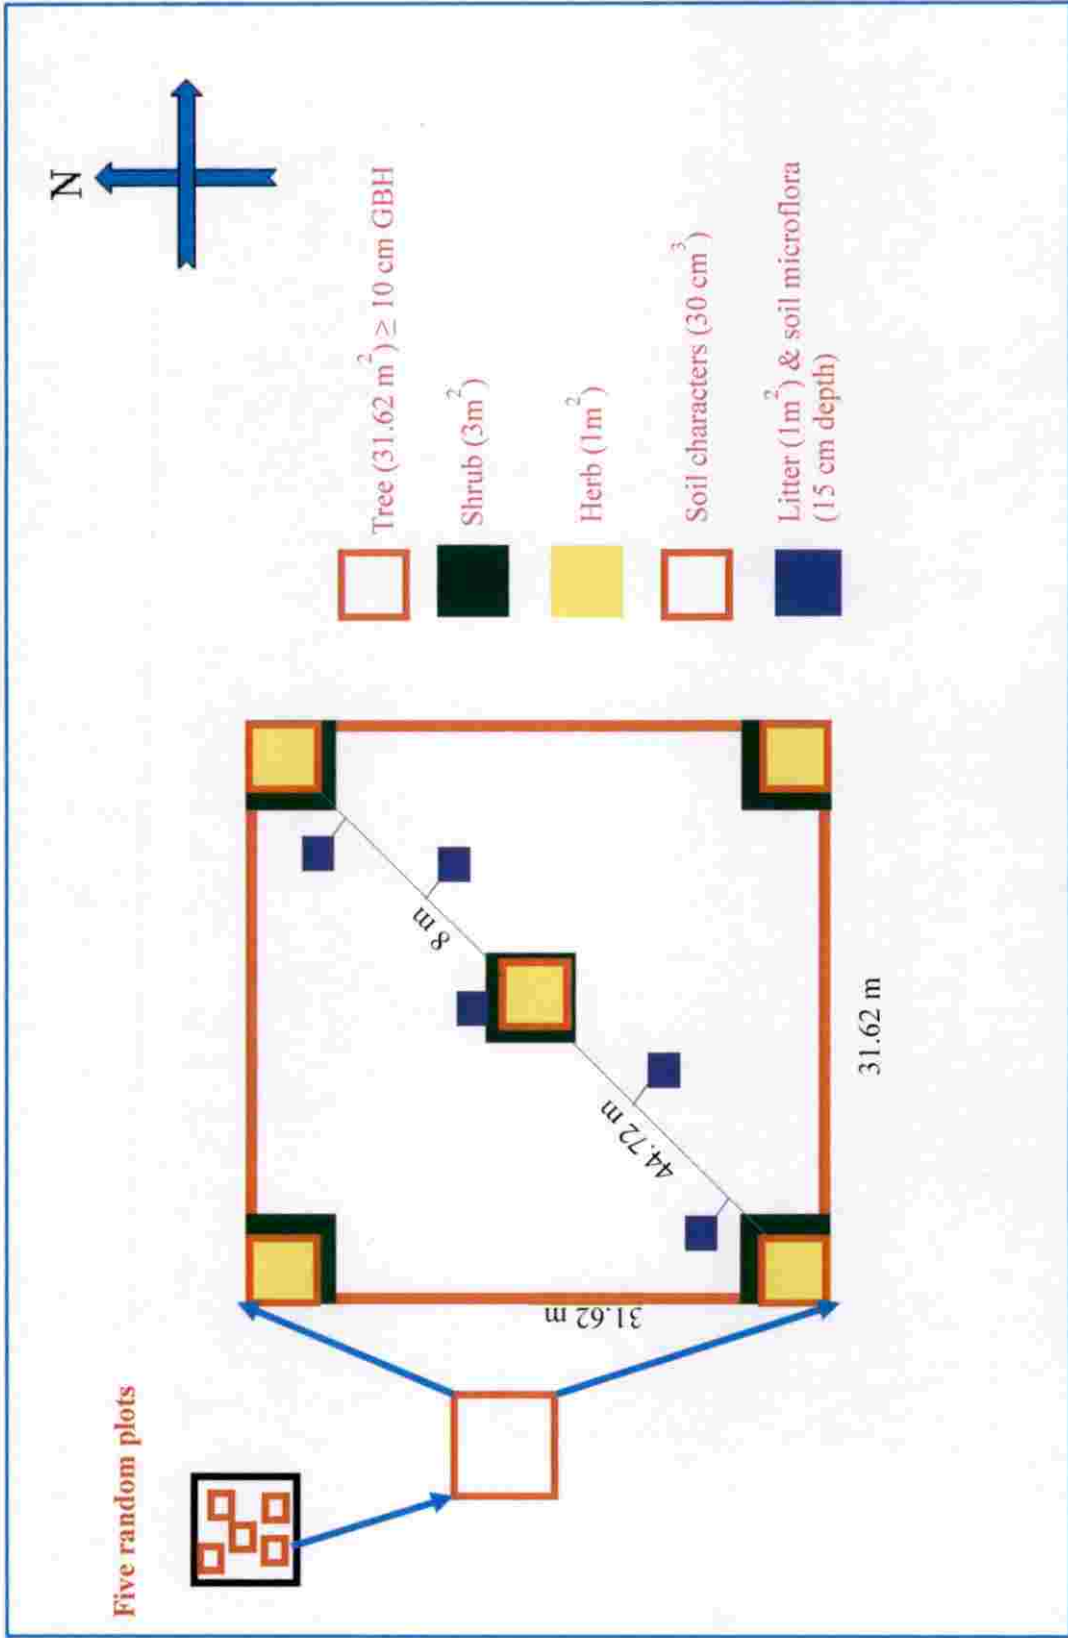 N
Five random plots
31.62 m
8 m
44.72 m
31.62 m
Tree (31.62 m²) ≥ 10 cm GBH
Shrub (3m²)
Herb (1m²)
Soil characters (30 cm³)
Litter (1m²) & soil microflora
(15 cm depth)